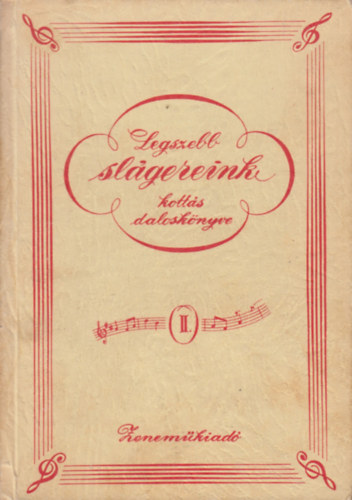 Legszebb
slágereink
kottás
daloskönyve
II.
Zeneműkiadó